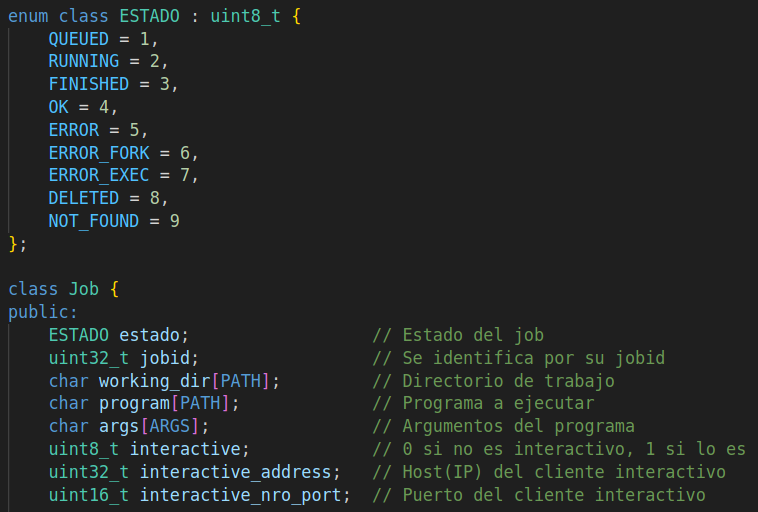 enum class ESTADO : uint8_t {
    QUEUED = 1,
    RUNNING = 2,
    FINISHED = 3,
    OK = 4,
    ERROR = 5,
    ERROR_FORK = 6,
    ERROR_EXEC = 7,
    DELETED = 8,
    NOT_FOUND = 9
};

class Job {
public:
    ESTADO estado;                  // Estado del job
    uint32_t jobid;                 // Se identifica por su jobid
    char working_dir[PATH];         // Directorio de trabajo
    char program[PATH];             // Programa a ejecutar
    char args[ARGS];                // Argumentos del programa
    uint8_t interactive;            // 0 si no es interactivo, 1 si lo es
    uint32_t interactive_address;   // Host(IP) del cliente interactivo
    uint16_t interactive_nro_port;  // Puerto del cliente interactivo